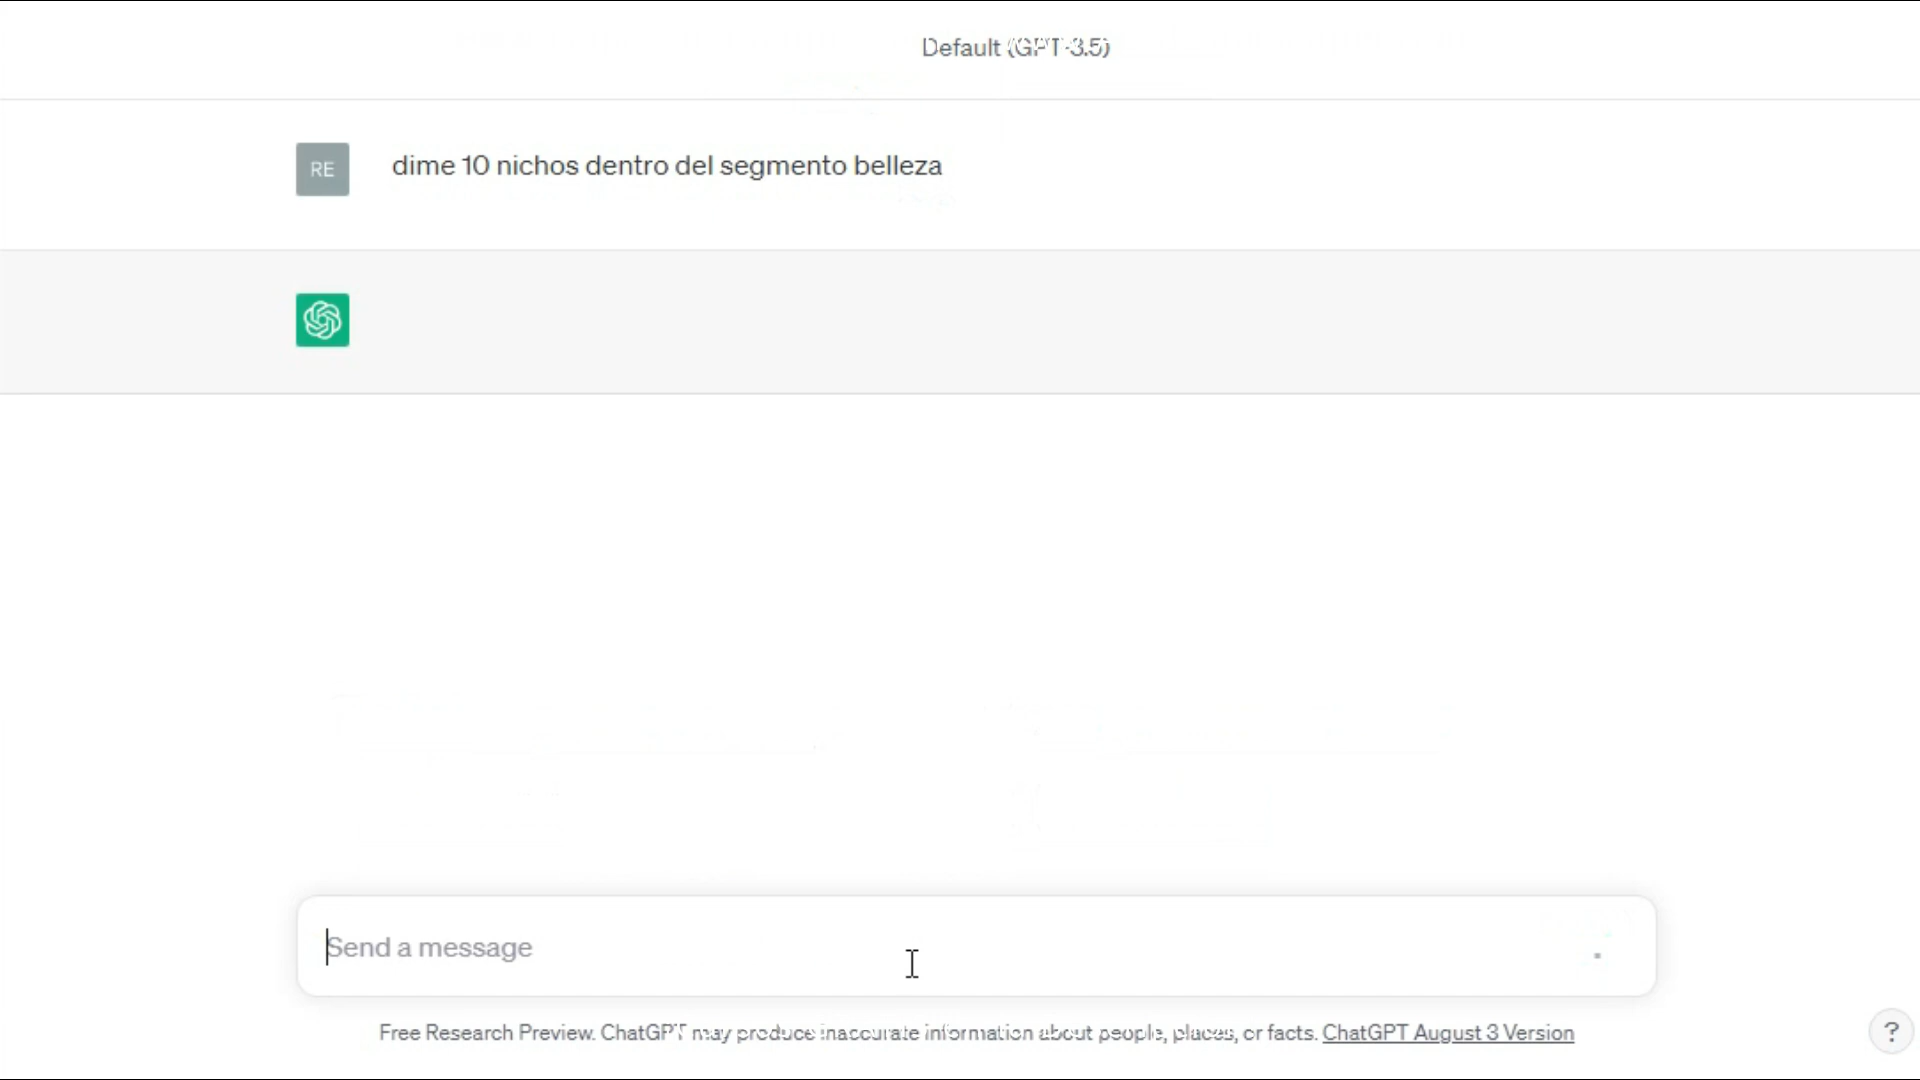 Default (GPT-3.5)
RE
dime 10 nichos dentro del segmento belleza
Send a message
Free Research Preview. ChatGPT may produce inaccurate information about people, places, or facts. ChatGPT August 3 Version
?